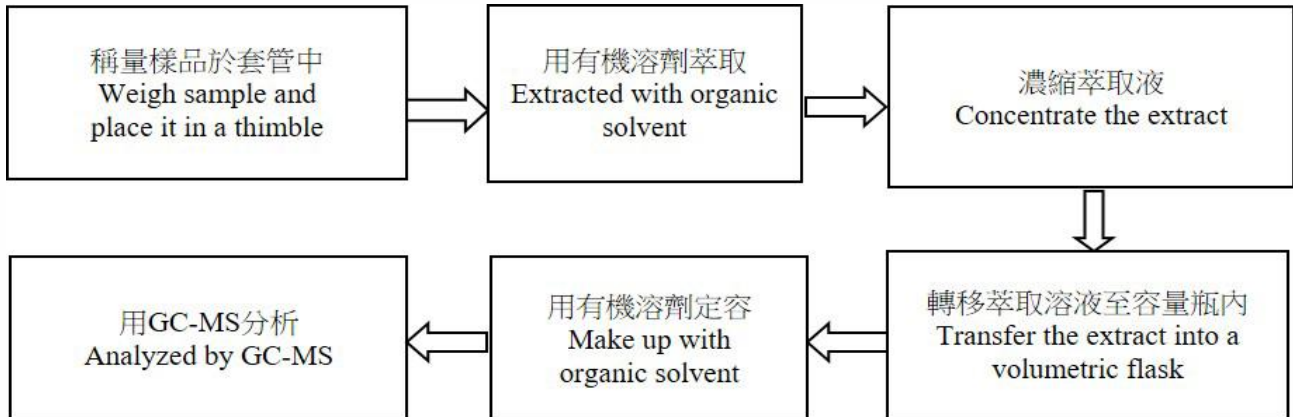 稱量樣品於套管中
Weigh sample and
place it in a thimble
用有機溶劑萃取
Extracted with organic
solvent
濃縮萃取液
Concentrate the extract
轉移萃取溶液至容量瓶內
Transfer the extract into a
volumetric flask
用有機溶劑定容
Make up with
organic solvent
用GC-MS分析
Analyzed by GC-MS